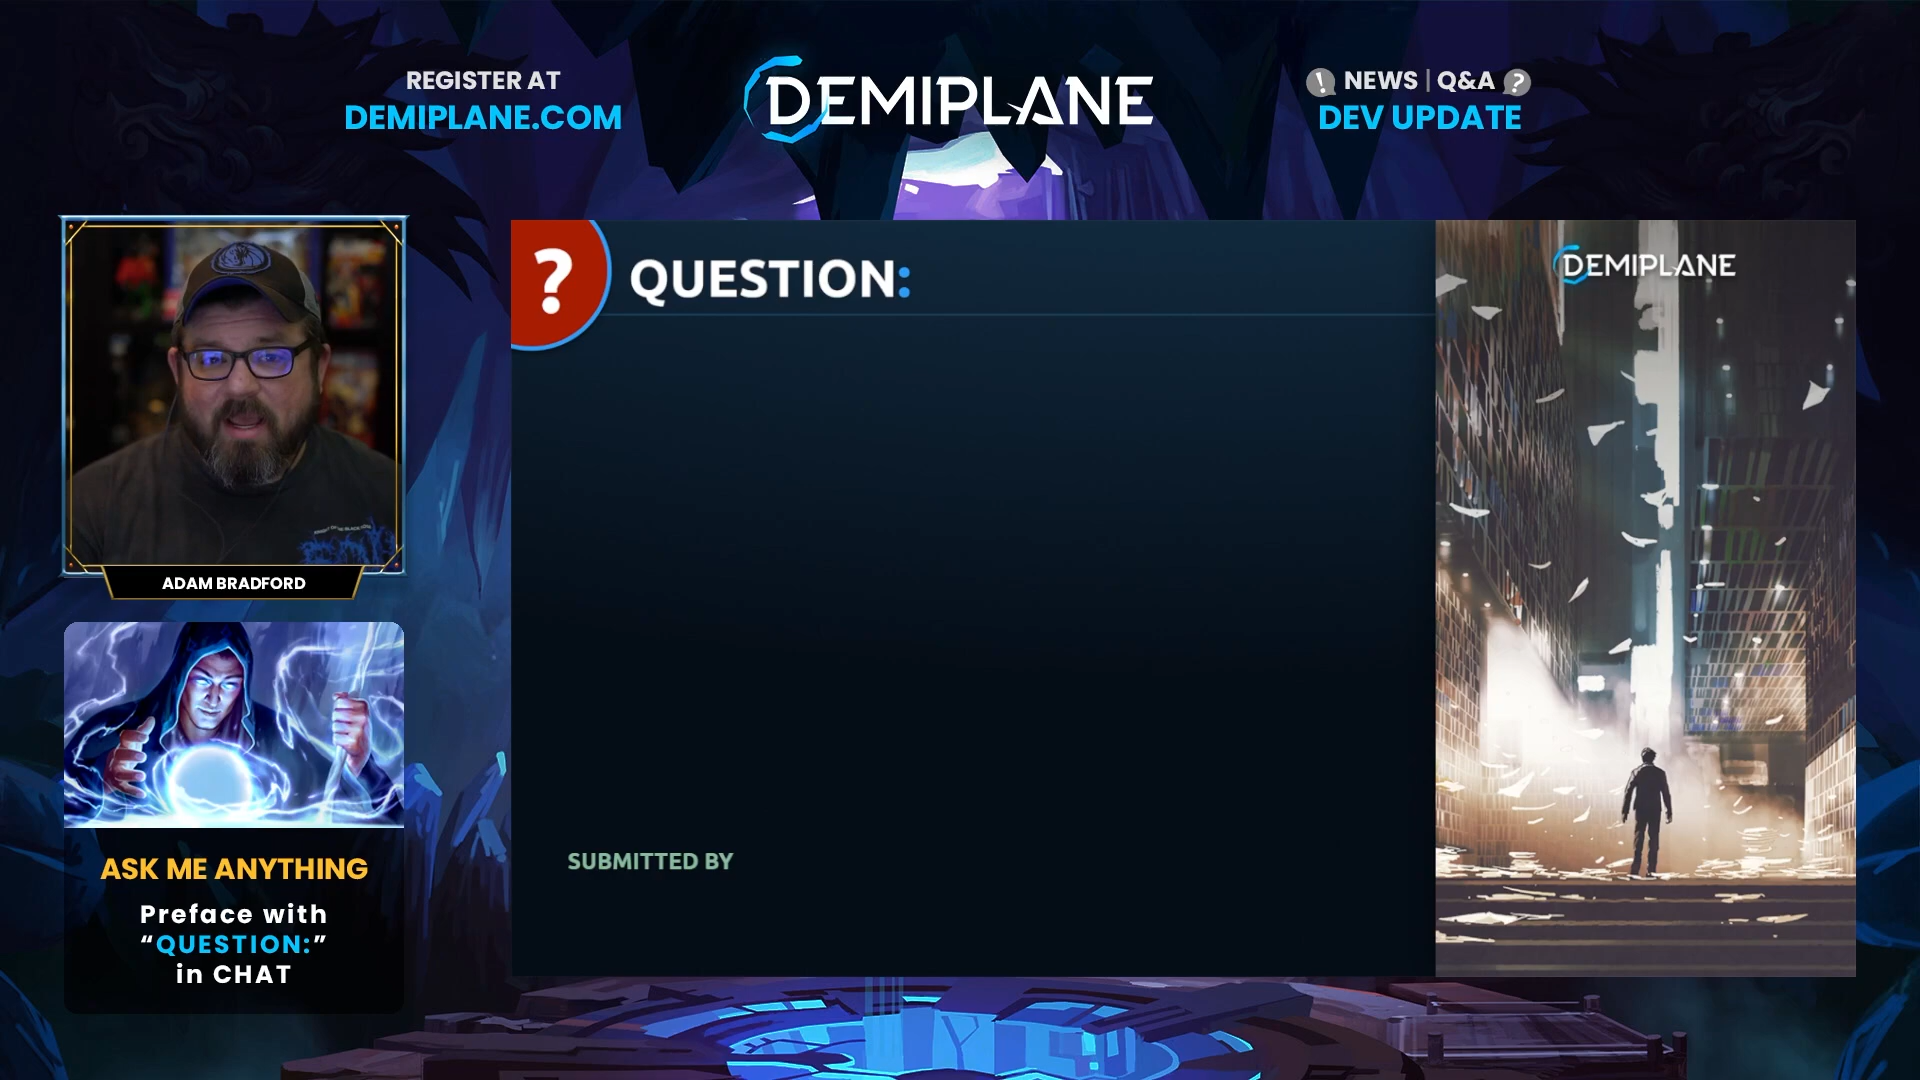 REGISTER AT
DEMIPLANE.COM
DEMIPLANE
! NEWS | Q&A ?
DEV UPDATE
? QUESTION:
SUBMITTED BY
DEMIPLANE
ADAM BRADFORD
ASK ME ANYTHING
Preface with
“QUESTION:”
in CHAT